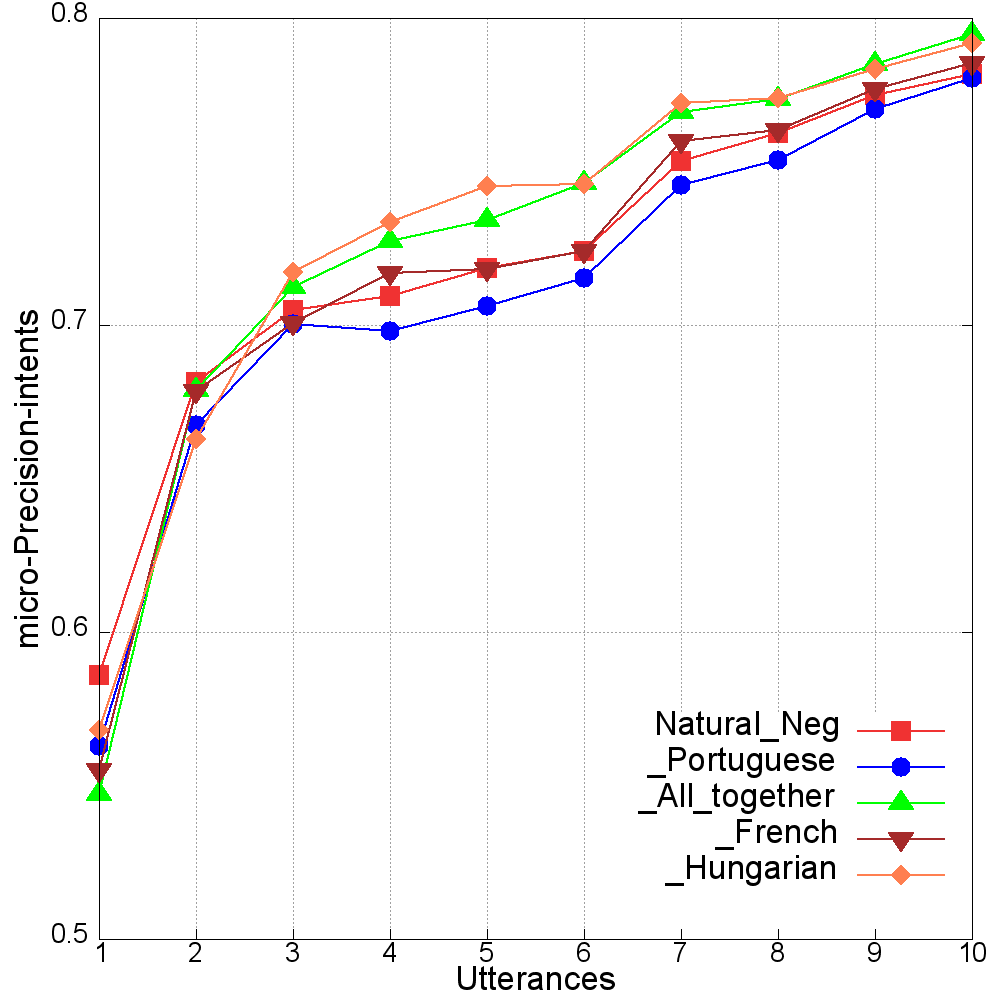 0.8
0.7
0.6
0.5
micro-Precision-intents
Natural_Neg
_Portuguese
_All_together
_French
_Hungarian
1 2 3 4 5 6 7 8 9 10
Utterances